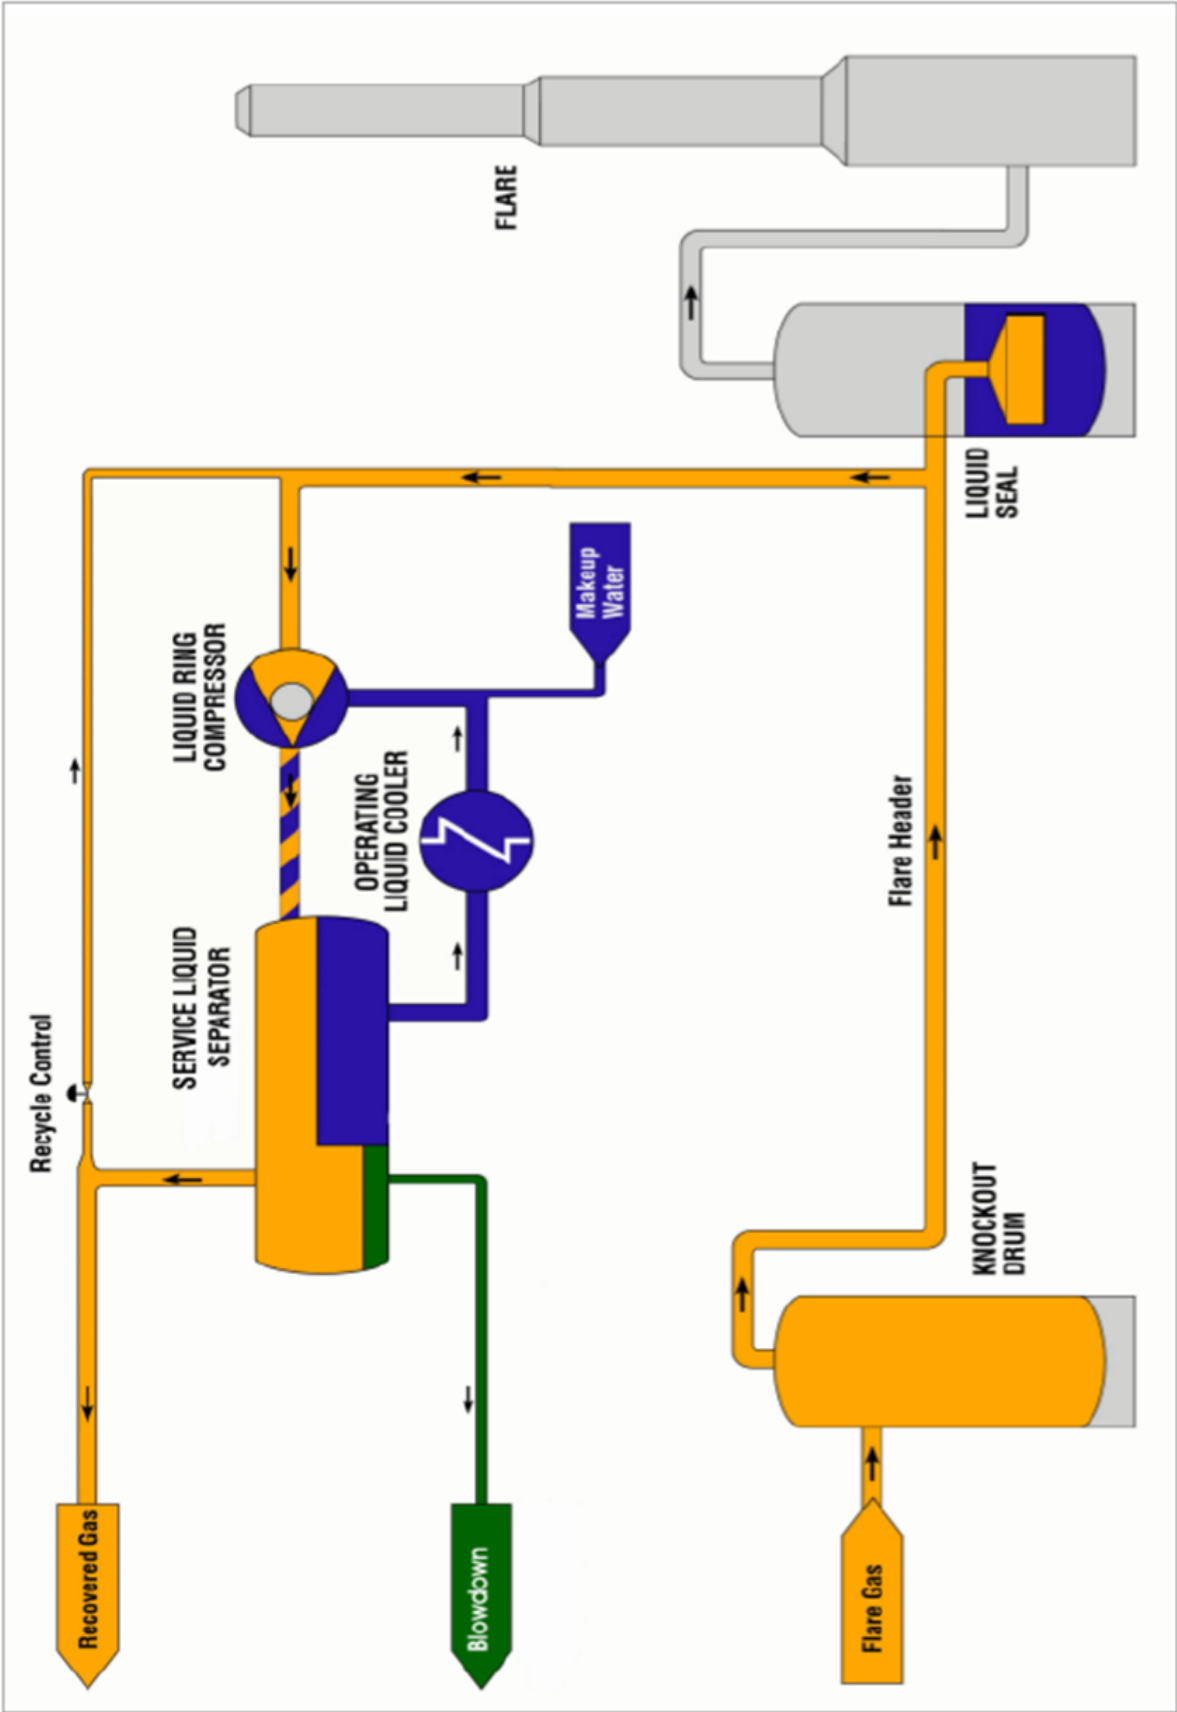 Recycle Control
Recovered Gas
SERVICE LIQUID
SEPARATOR
LIQUID RING
COMPRESSOR
OPERATING
LIQUID COOLER
Blowdown
Makeup
Water
FLARE
Flare Header
Flare Gas
KNOCKOUT
DRUM
LIQUID
SEAL